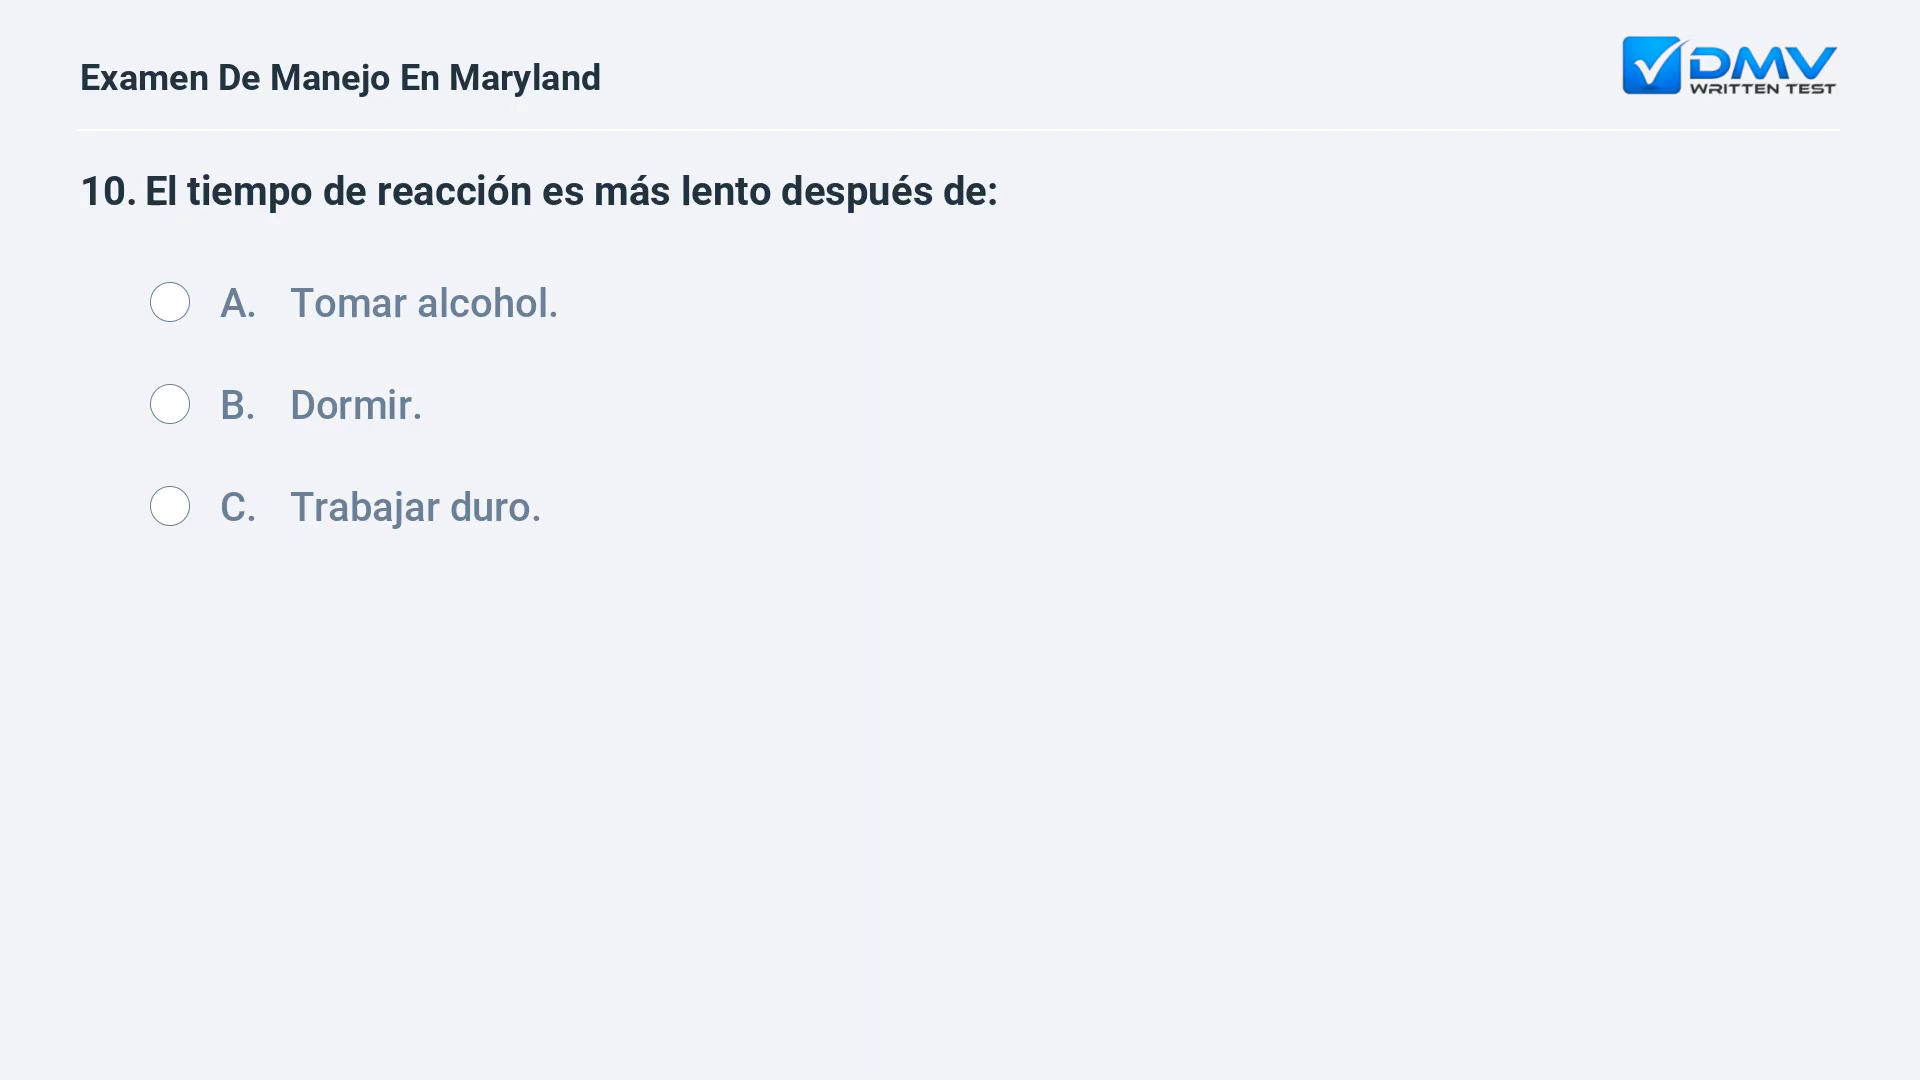 Examen De Manejo En Maryland
DMV
WRITTEN TEST
10. El tiempo de reacción es más lento después de:
A. Tomar alcohol.
B. Dormir.
C. Trabajar duro.